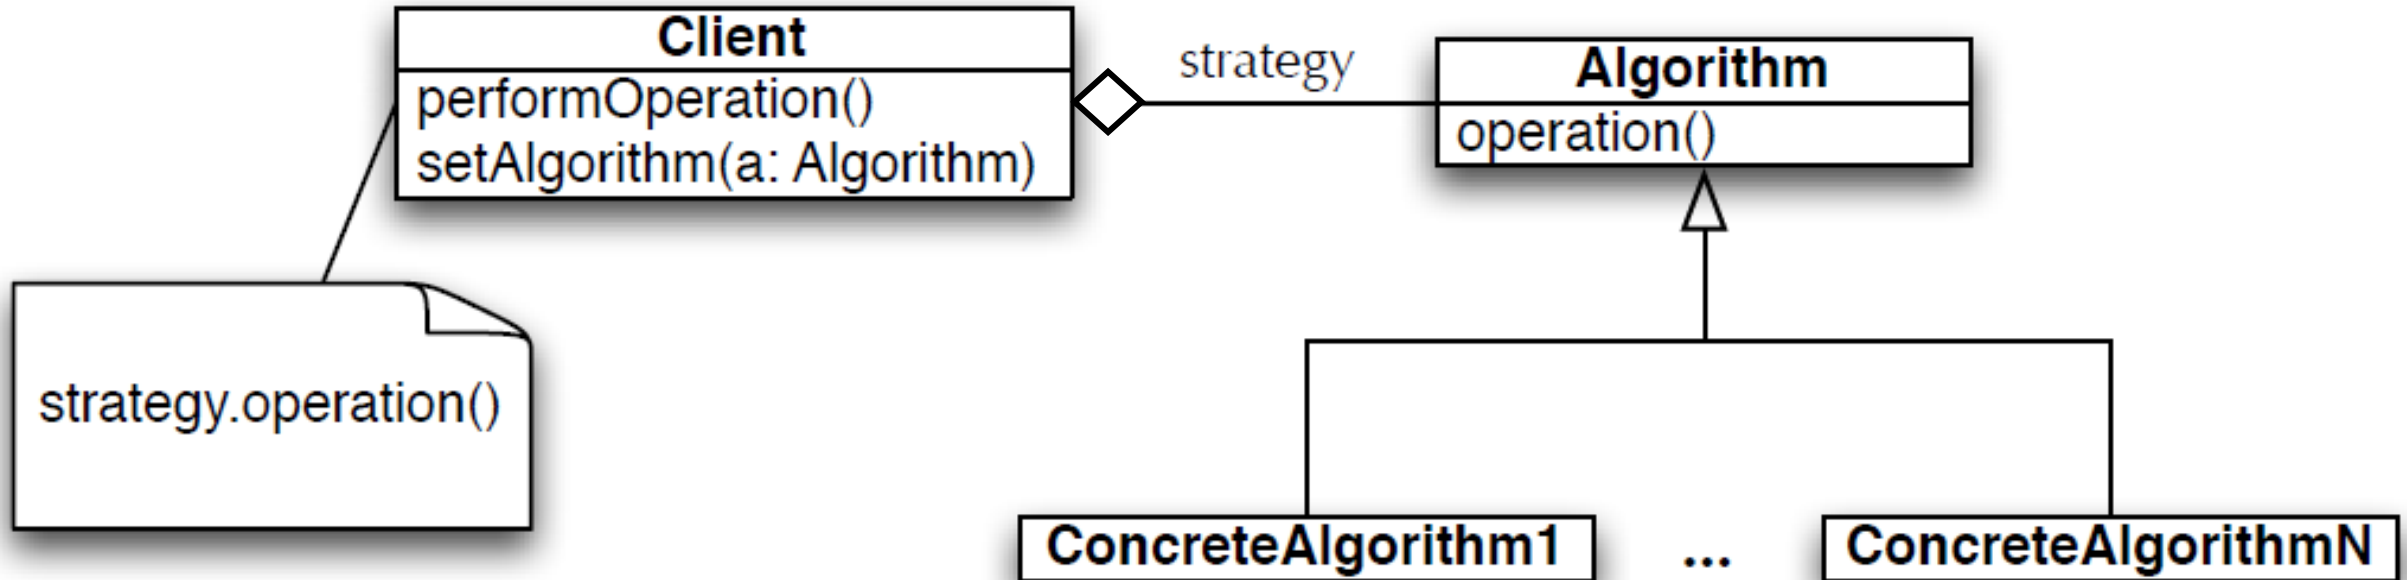 Client
performOperation()
setAlgorithm(a: Algorithm)
strategy
Algorithm
operation()
strategy.operation()
ConcreteAlgorithm1
...
ConcreteAlgorithmN